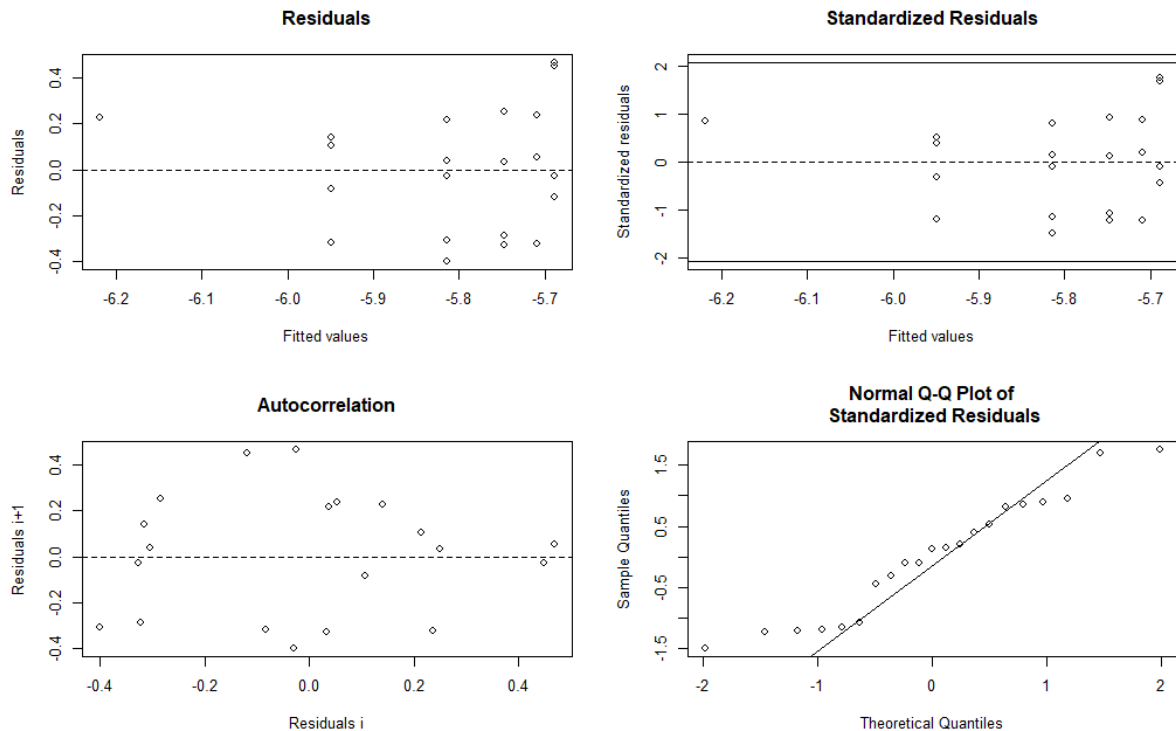 Residuals
Residuals
0.4
0.2
0.0
-0.2
-0.4
-6.2 -6.1 -6.0 -5.9 -5.8 -5.7
Fitted values
Standardized Residuals
Standardized residuals
2
1
0
-1
-2
-6.2 -6.1 -6.0 -5.9 -5.8 -5.7
Fitted values
Autocorrelation
Residuals i+1
0.4
0.2
0.0
-0.2
-0.4
-0.4 -0.2 0.0 0.2 0.4
Residuals i
Normal Q-Q Plot of
Standardized Residuals
Sample Quantiles
1.5
0.5
-0.5
-1.5
-2 -1 0 1 2
Theoretical Quantiles